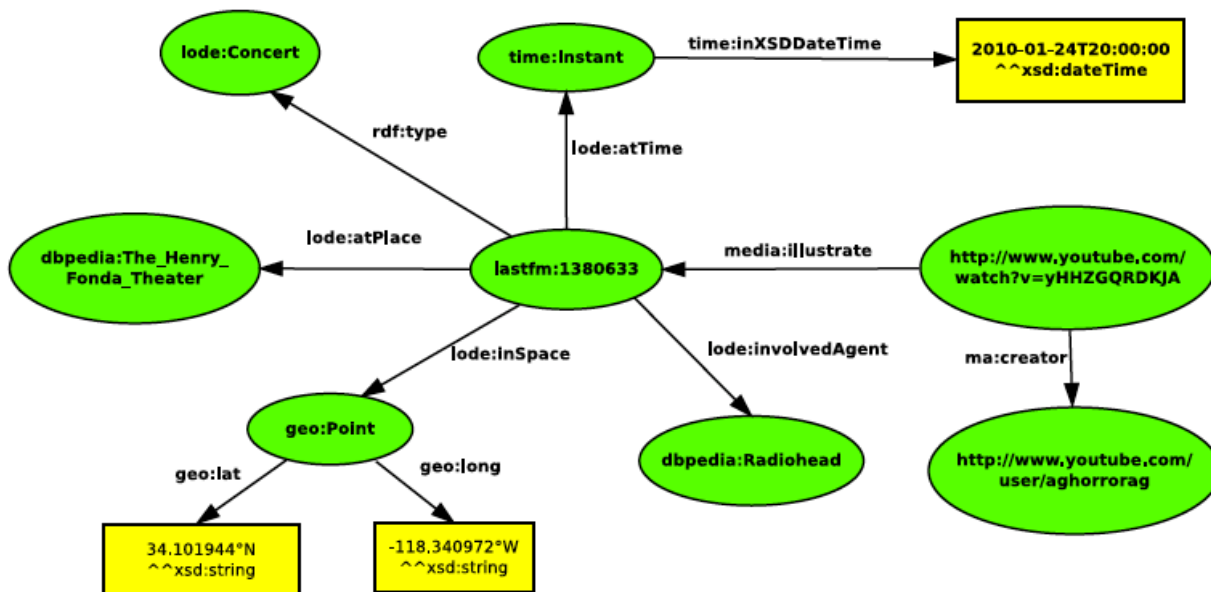 lode:Concert
time:Instant
time:inXSDDateTime
2010-01-24T20:00:00
^^xsd:dateTime
rdf:type
lode:atTime
dbpedia:The_Henry_
Fonda_Theater
lode:atPlace
lastfm:1380633
media:illustrate
http://www.youtube.com/
watch?v=yHHZGQRDKJA
lode:inSpace
lode:involvedAgent
ma:creator
geo:Point
geo:lat
geo:long
dbpedia:Radiohead
http://www.youtube.com/
user/aghorrorag
34.101944°N
^^xsd:string
-118.340972°W
^^xsd:string